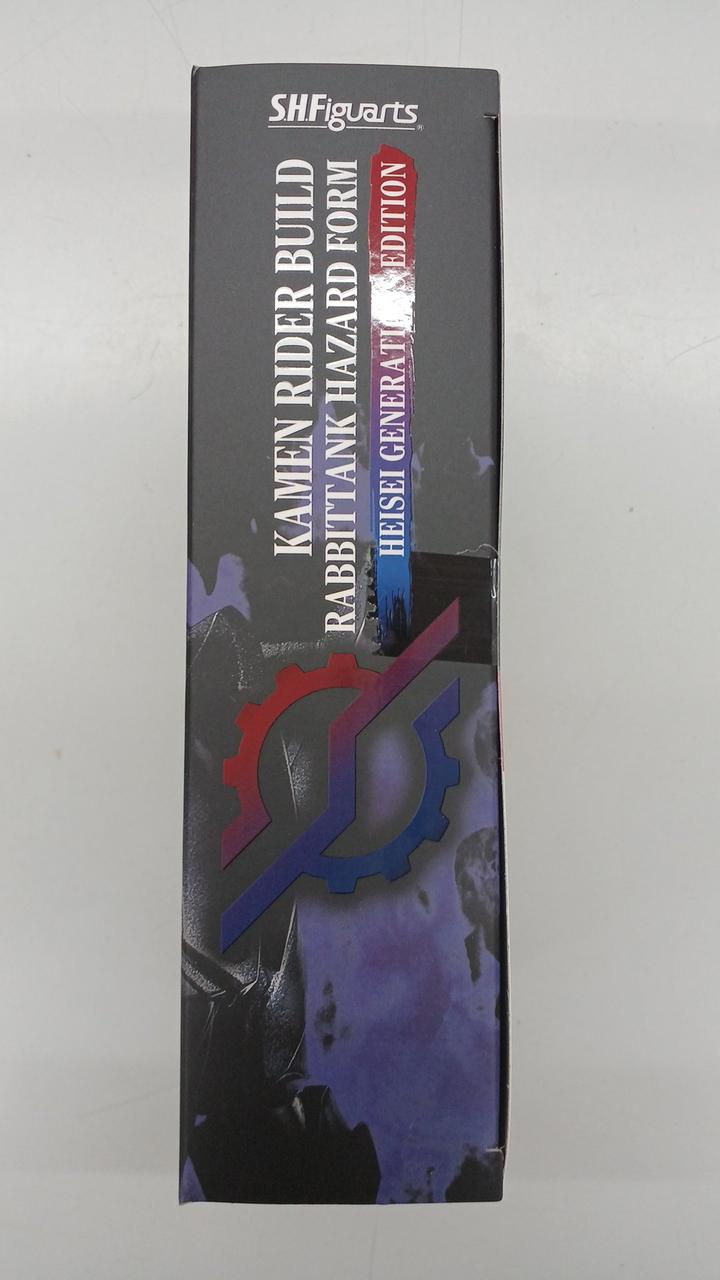 S.H.Figuarts®
KAMEN RIDER BUILD
RABBITTANK HAZARD FORM
HEISEI GENERATIONS EDITION